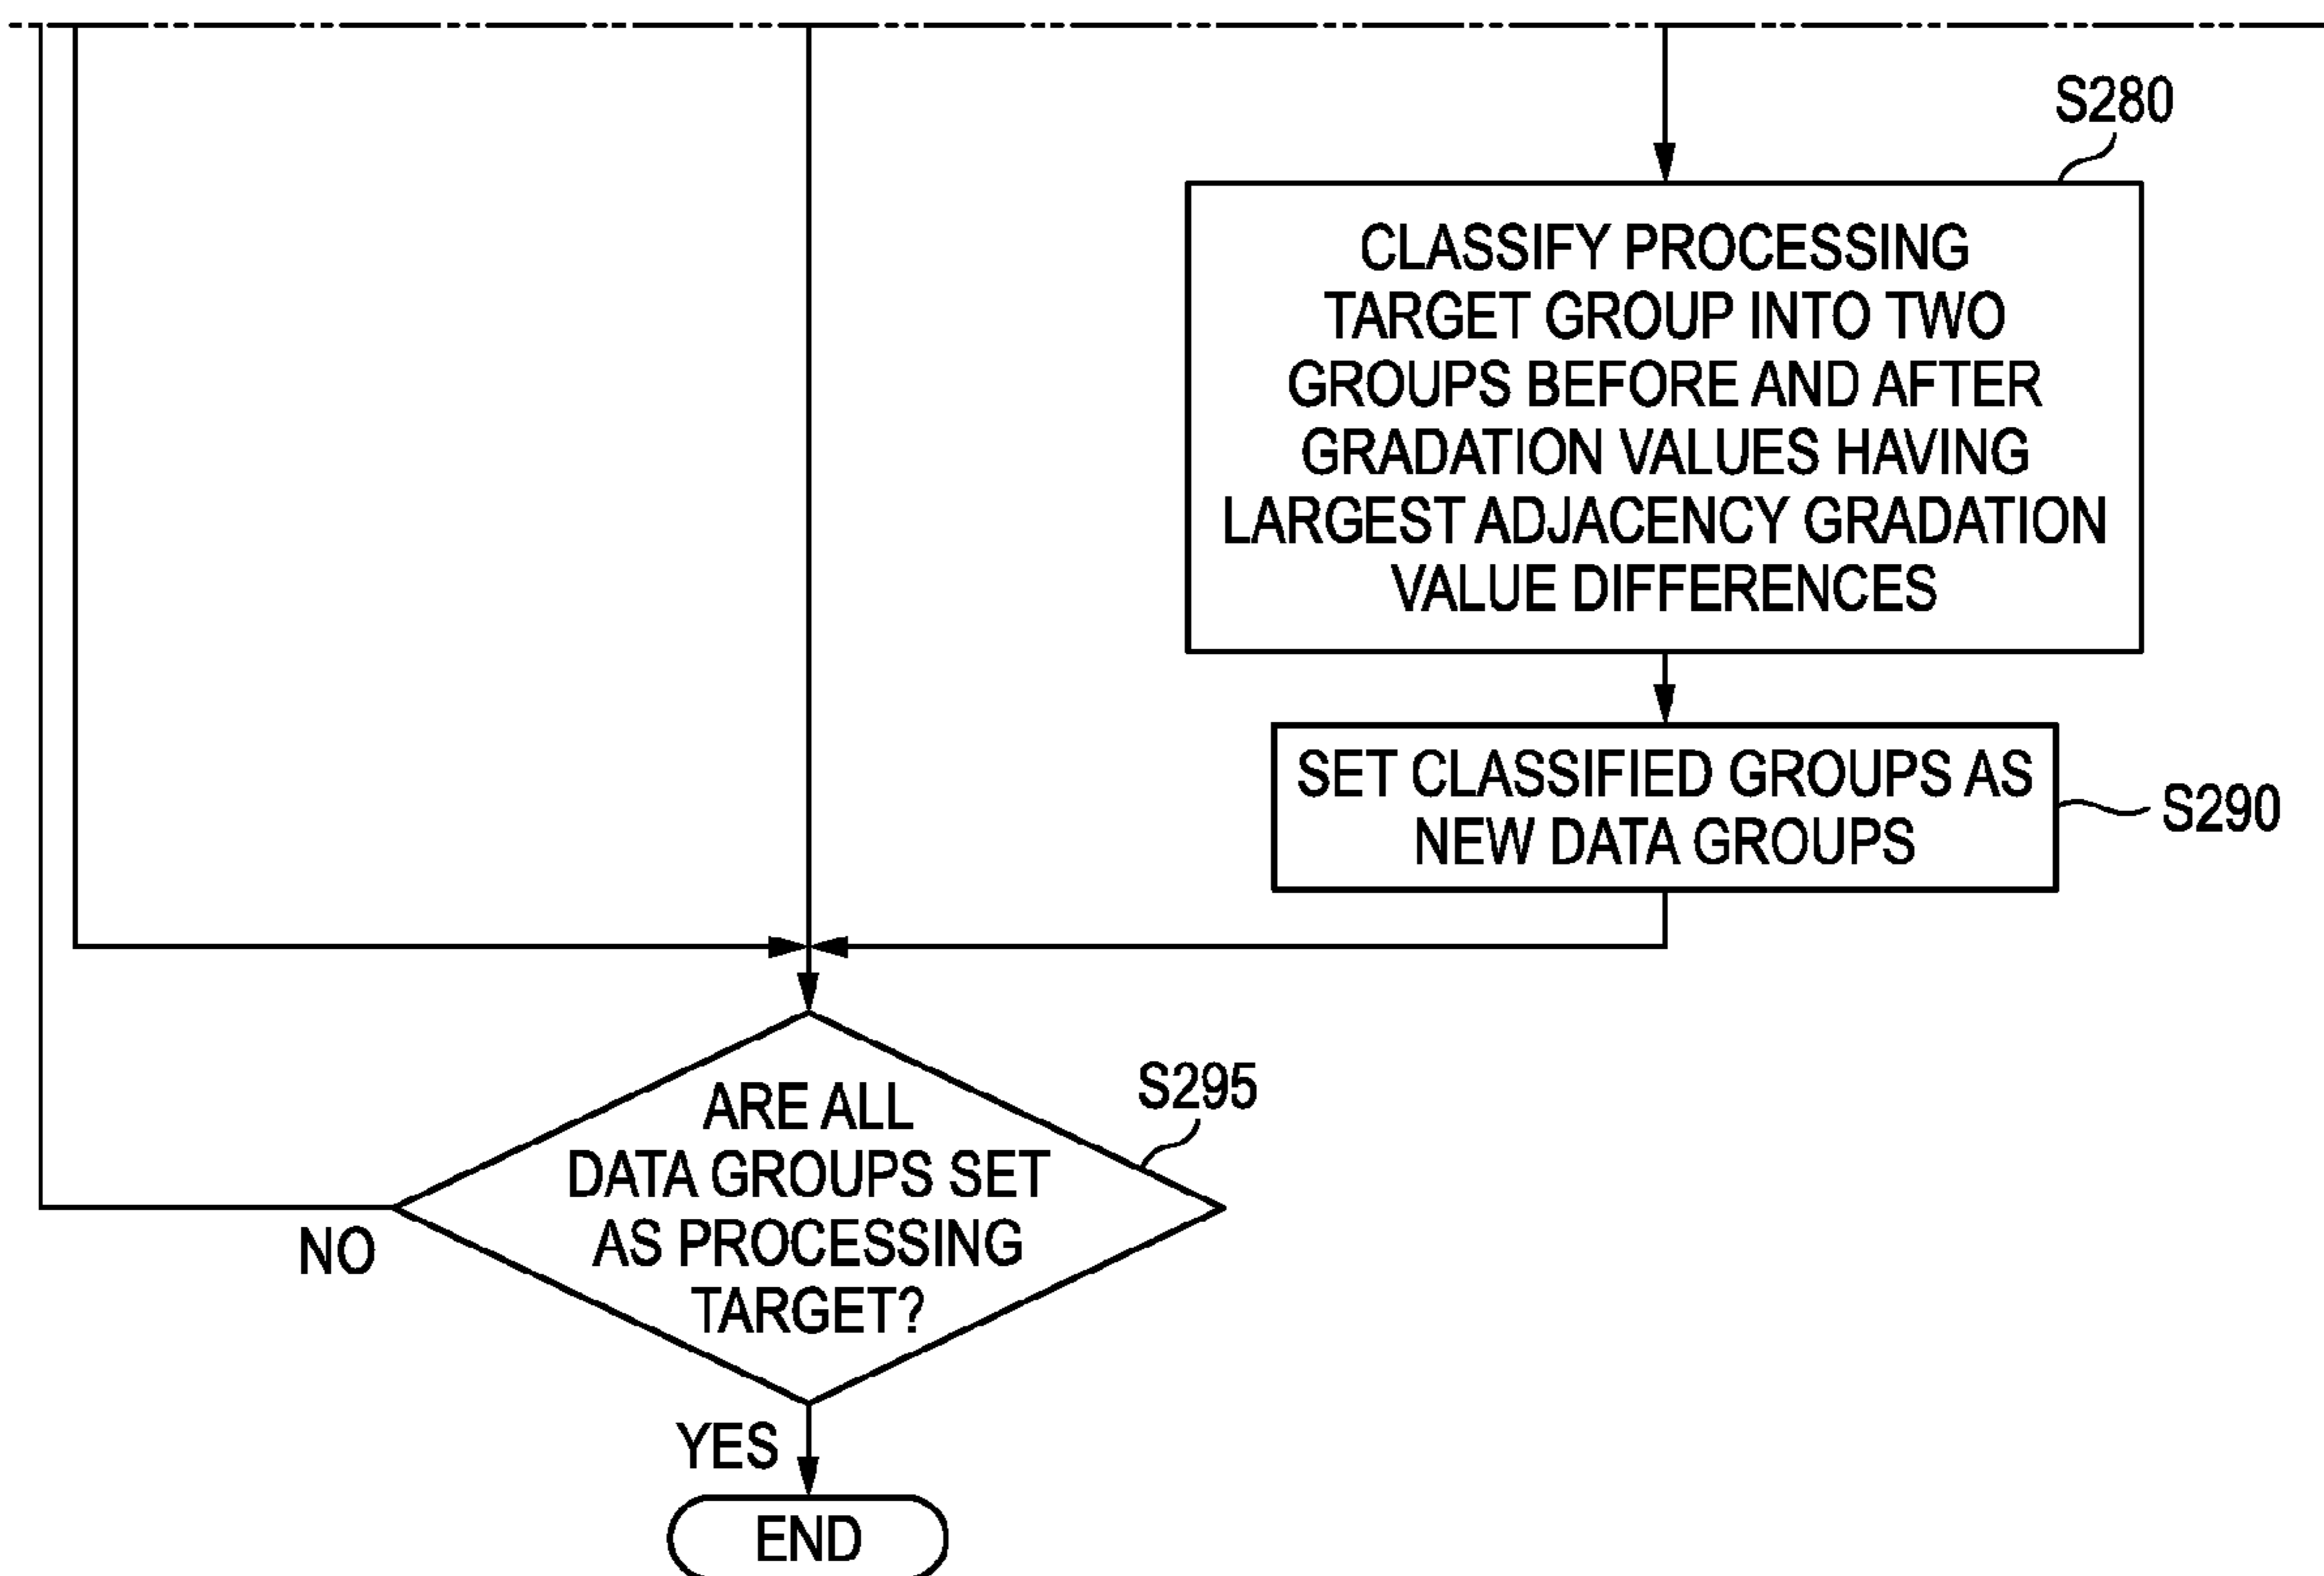 S280
CLASSIFY PROCESSING
TARGET GROUP INTO TWO
GROUPS BEFORE AND AFTER
GRADATION VALUES HAVING
LARGEST ADJACENCY GRADATION
VALUE DIFFERENCES
SET CLASSIFIED GROUPS AS
NEW DATA GROUPS
S290
S295
ARE ALL
DATA GROUPS SET
AS PROCESSING
TARGET?
NO
YES
END